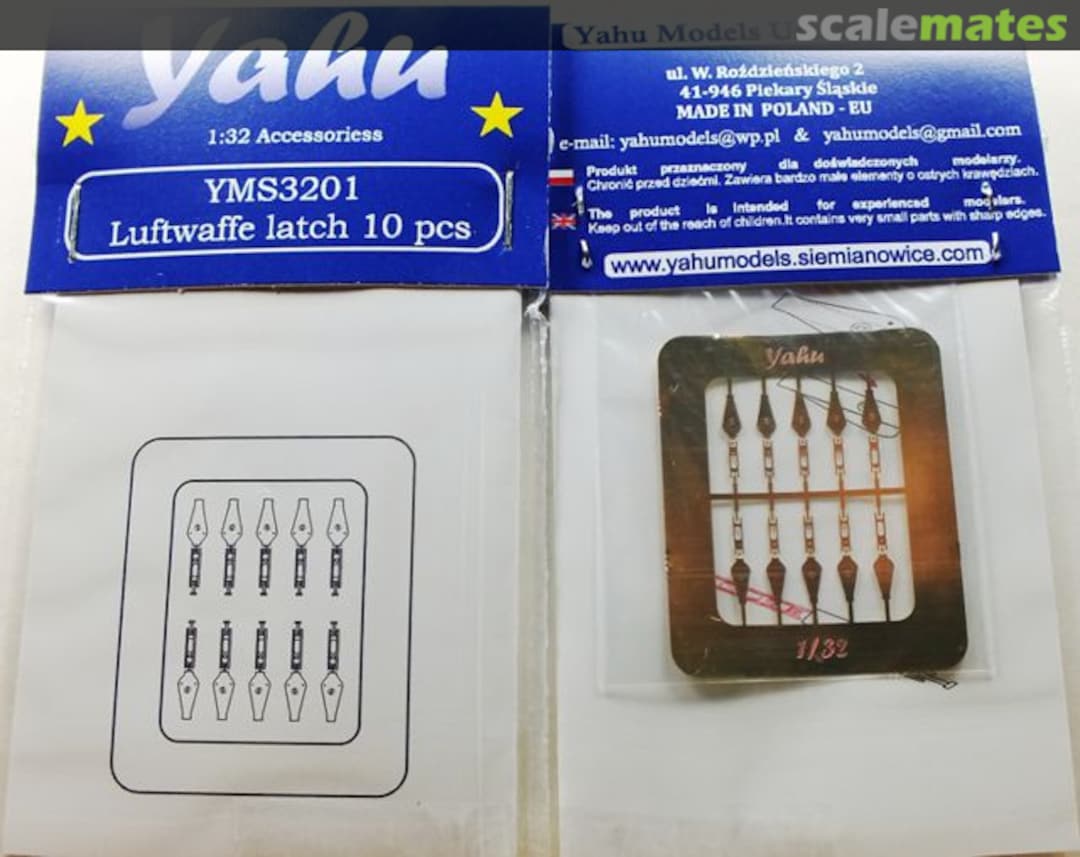 scalemates
Yahu
1:32 Accessoriess
YMS3201
Luftwaffe latch 10 pcs
Yahu Models
ul. W. Roździeńskiego 2
41-946 Piekary Śląskie
MADE IN POLAND - EU
e-mail: yahumodels@wp.pl & yahumodels@gmail.com
Produkt przeznaczony dla doświadczonych modelarzy.
Chronić przed dziećmi. Zawiera bardzo małe elementy o ostrych krawędziach.
The product is intended for experienced modelars.
Keep out of the reach of children.It contains very small parts with sharp edges.
www.yahumodels.siemianowice.com
Yahu
1/32